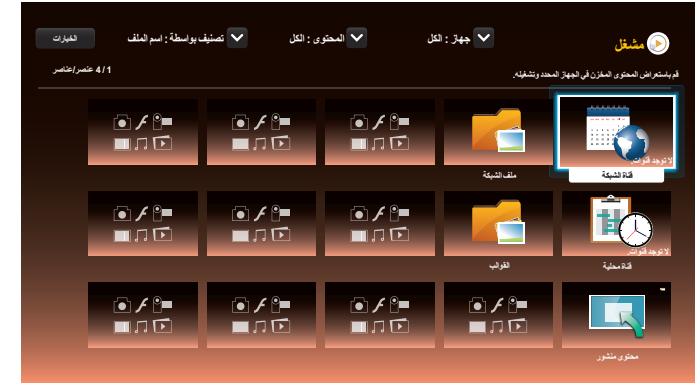 مشغل
جهاز : الكل
المحتوى : الكل
تصنيف بواسطة : اسم الملف
الخيارات
قم باستعراض المحتوى المخزن في الجهاز المحدد وتشغيله.
1 / 4 عنصر/عناصر
لا توجد قنوات.
قناة الشبكة
ملف الشبكة
لا توجد قنوات.
قناة محلية
القوالب
محتوى منشور